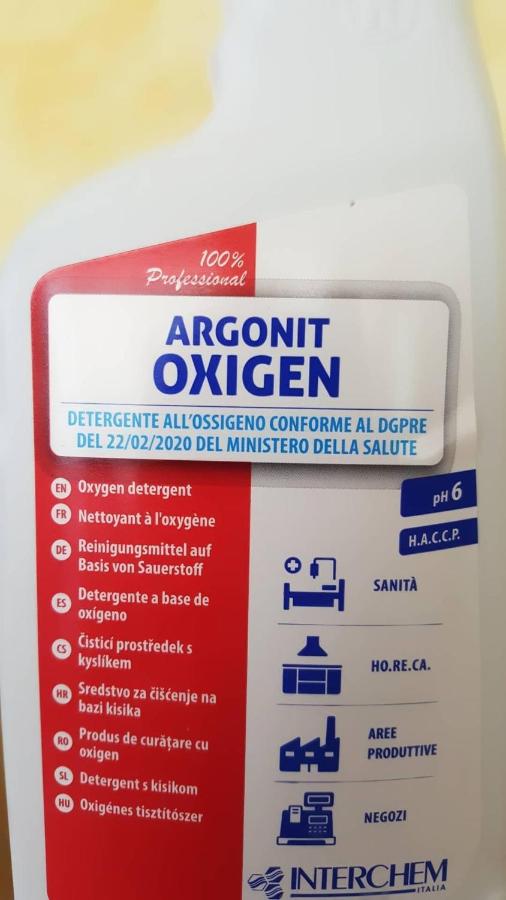 100%
Professional
ARGONIT
OXIGEN
DETERGENTE ALL'OSSIGENO CONFORME AL DGPRE
DEL 22/02/2020 DEL MINISTERO DELLA SALUTE
EN Oxygen detergent
FR Nettoyant à l'oxygène
DE Reinigungsmittel auf
Basis von Sauerstoff
ES Detergente a base de
oxígeno
CS Čisticí prostředek s
kyslíkem
HR Sredstvo za čišćenje na
bazi kisika
RO Produs de curățare cu
oxigen
SL Detergent s kisikom
HU Oxigénes tisztítószer
pH 6
H.A.C.C.P.
SANITÀ
HO.RE.CA.
AREE
PRODUTTIVE
NEGOZI
INTERCHEM
ITALIA